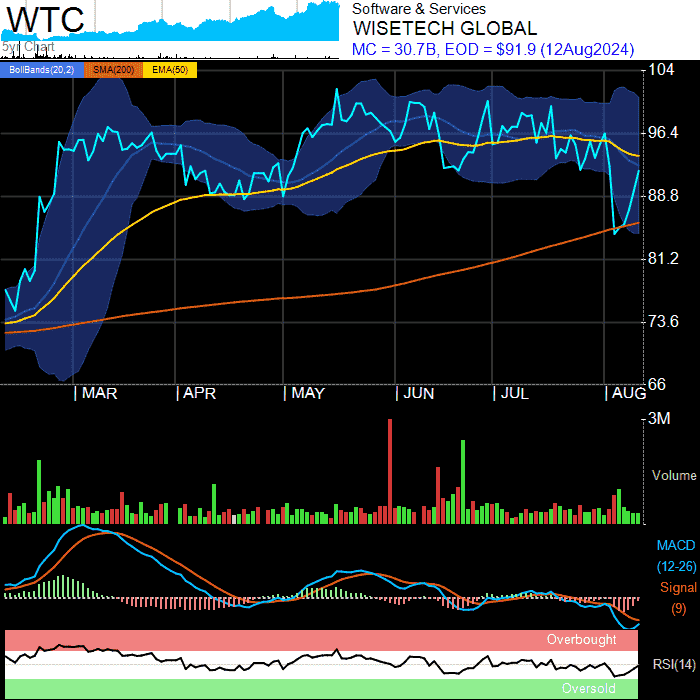 WTC
5yr Chart
Software & Services
WISETECH GLOBAL
MC = 30.7B, EOD = $91.9 (12Aug2024)
BollBands(20,2) SMA(200) EMA(50)
104
96.4
88.8
81.2
73.6
66
MAR APR MAY JUN JUL AUG
3M
Volume
MACD
(12-26)
Signal
(9)
Overbought
RSI(14)
Oversold